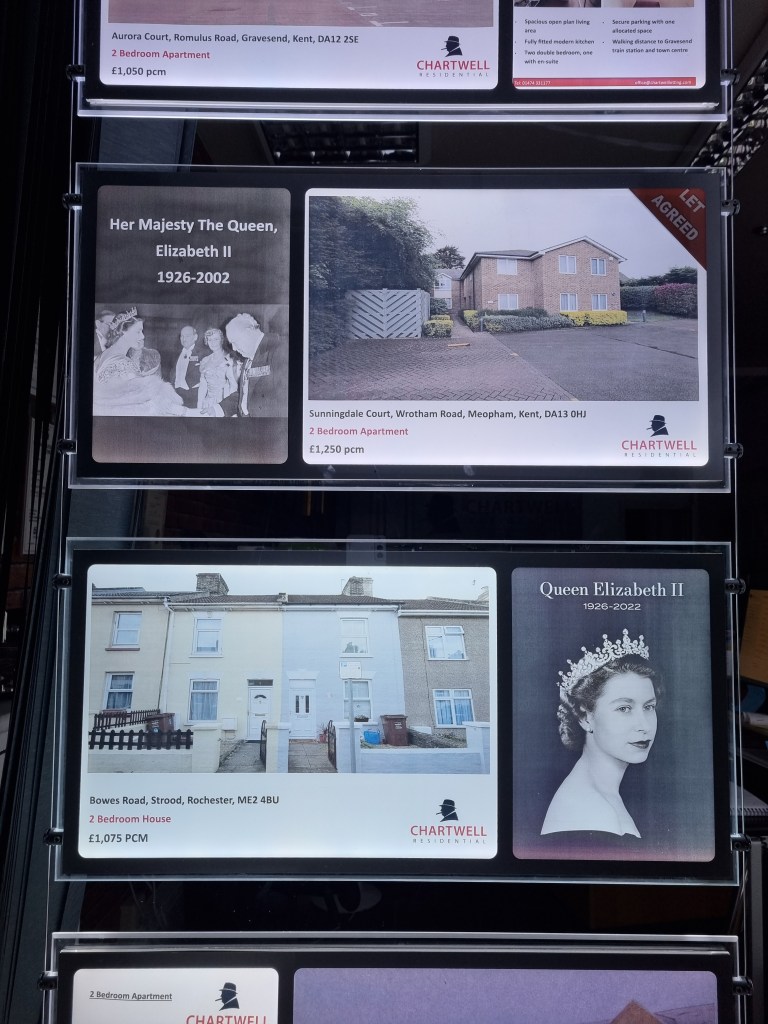 Aurora Court, Romulus Road, Gravesend, Kent, DA12 2SE
2 Bedroom Apartment
£1,050 pcm
CHARTWELL
RESIDENTIAL
• Spacious open plan living
area
• Fully fitted modern kitchen
• Two double bedroom, one
with en-suite
• Secure parking with one
allocated space
• Walking distance to Gravesend
train station and town centre
Her Majesty The Queen,
Elizabeth II
1926-2002
LET
AGREED
Sunningdale Court, Wrotham Road, Meopham, Kent, DA13 0HJ
2 Bedroom Apartment
£1,250 pcm
CHARTWELL
RESIDENTIAL
Bowes Road, Strood, Rochester, ME2 4BU
2 Bedroom House
£1,075 PCM
CHARTWELL
RESIDENTIAL
Queen Elizabeth II
1926-2022
2 Bedroom Apartment
CHARTWELL